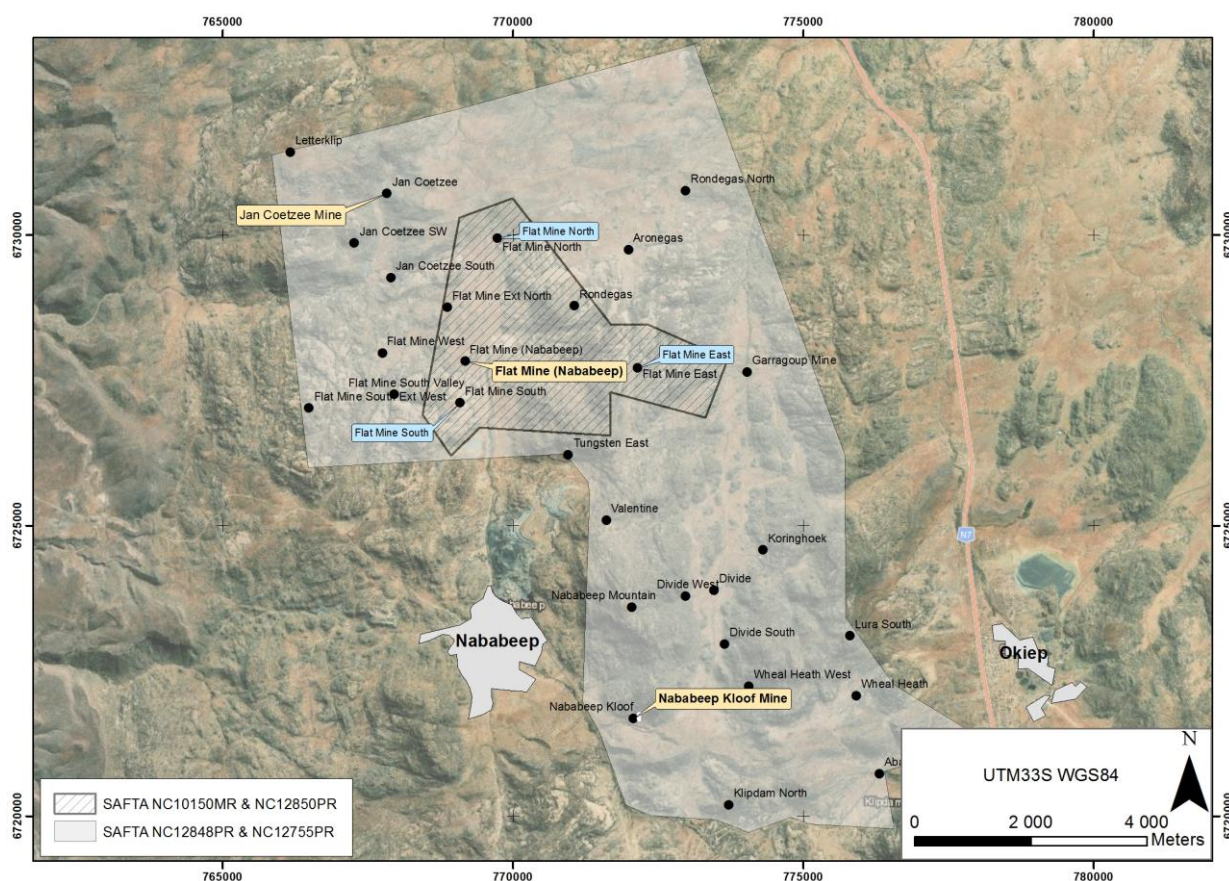 765000
770000
775000
780000
6730000
6725000
6720000
Letterklip
Jan Coetzee
Jan Coetzee Mine
Jan Coetzee SW
Jan Coetzee South
Rondegas North
Aronegas
Flat Mine North
Flat Mine North
Flat Mine Ext North
Rondegas
Flat Mine West
Flat Mine (Nababeep)
Flat Mine (Nababeep)
Flat Mine East
Flat Mine East
Garragoup Mine
Flat Mine South Valley
Flat Mine South Ext West
Flat Mine South
Flat Mine South
Tungsten East
Valentine
Koringhoek
N7
Divide West
Divide
Nababeep Mountain
Nababeep
Divide South
Lura South
Okiep
Wheal Heath West
Wheal Heath
Nababeep Kloof Mine
Nababeep Kloof
Klipdam North
SAFTA NC10150MR & NC12850PR
SAFTA NC12848PR & NC12755PR
UTM33S WGS84
N
0
2 000
4 000
Meters
765000
770000
775000
780000
6730000
6725000
6720000